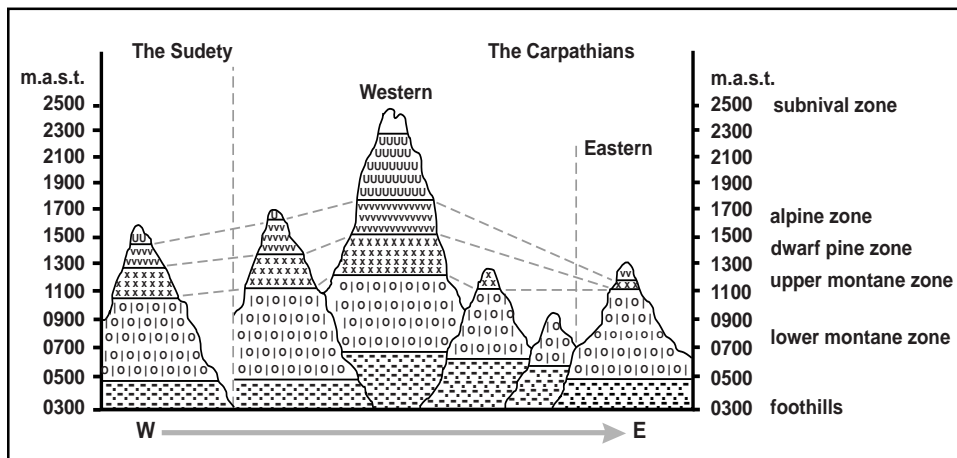 The Sudety
The Carpathians
m.a.s.t.
m.a.s.t.
Western
Eastern
2500
2300
2100
1900
1700
1500
1300
1100
0900
0700
0500
0300
2500
2300
2100
1900
1700
1500
1300
1100
0900
0700
0500
0300
subnival zone
alpine zone
dwarf pine zone
upper montane zone
lower montane zone
foothills
W
E